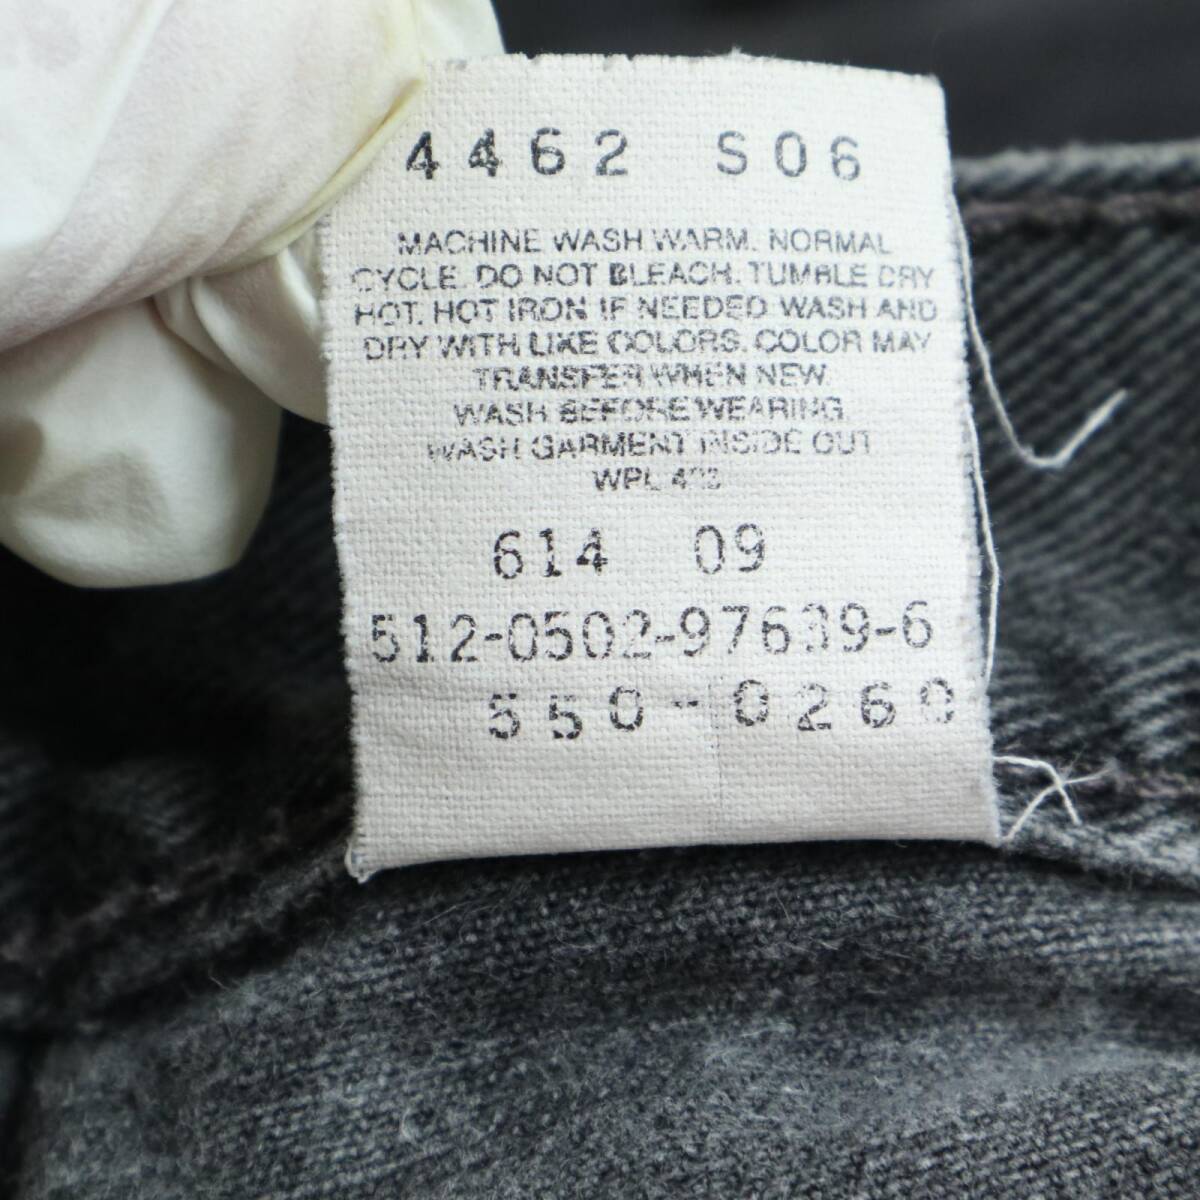 4462 S06
MACHINE WASH WARM. NORMAL
CYCLE. DO NOT BLEACH. TUMBLE DRY
HOT. HOT IRON IF NEEDED WASH AND
DRY WITH LIKE COLORS. COLOR MAY
TRANSFER WHEN NEW.
WASH BEFORE WEARING
WASH GARMENT INSIDE OUT
WPL
614 09
512-0502-97639-6
550-0260